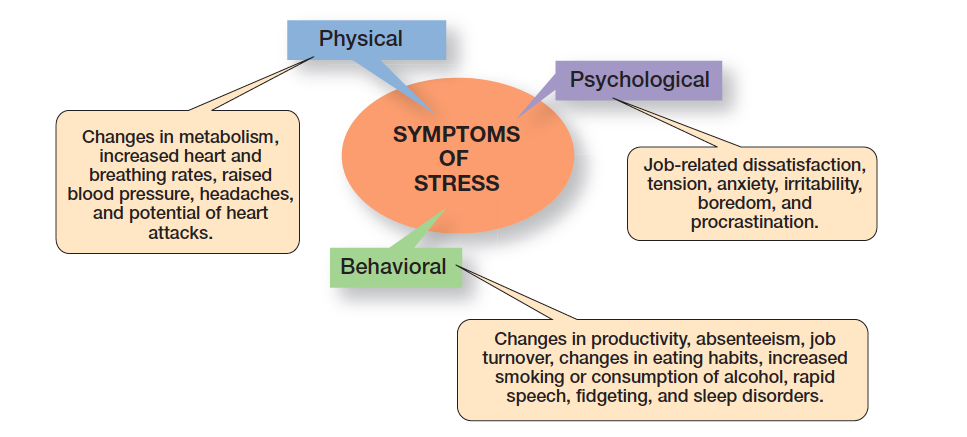 Physical
Psychological
SYMPTOMS
OF
STRESS
Changes in metabolism,
increased heart and
breathing rates, raised
blood pressure, headaches,
and potential of heart
attacks.
Job-related dissatisfaction,
tension, anxiety, irritability,
boredom, and
procrastination.
Behavioral
Changes in productivity, absenteeism, job
turnover, changes in eating habits, increased
smoking or consumption of alcohol, rapid
speech, fidgeting, and sleep disorders.